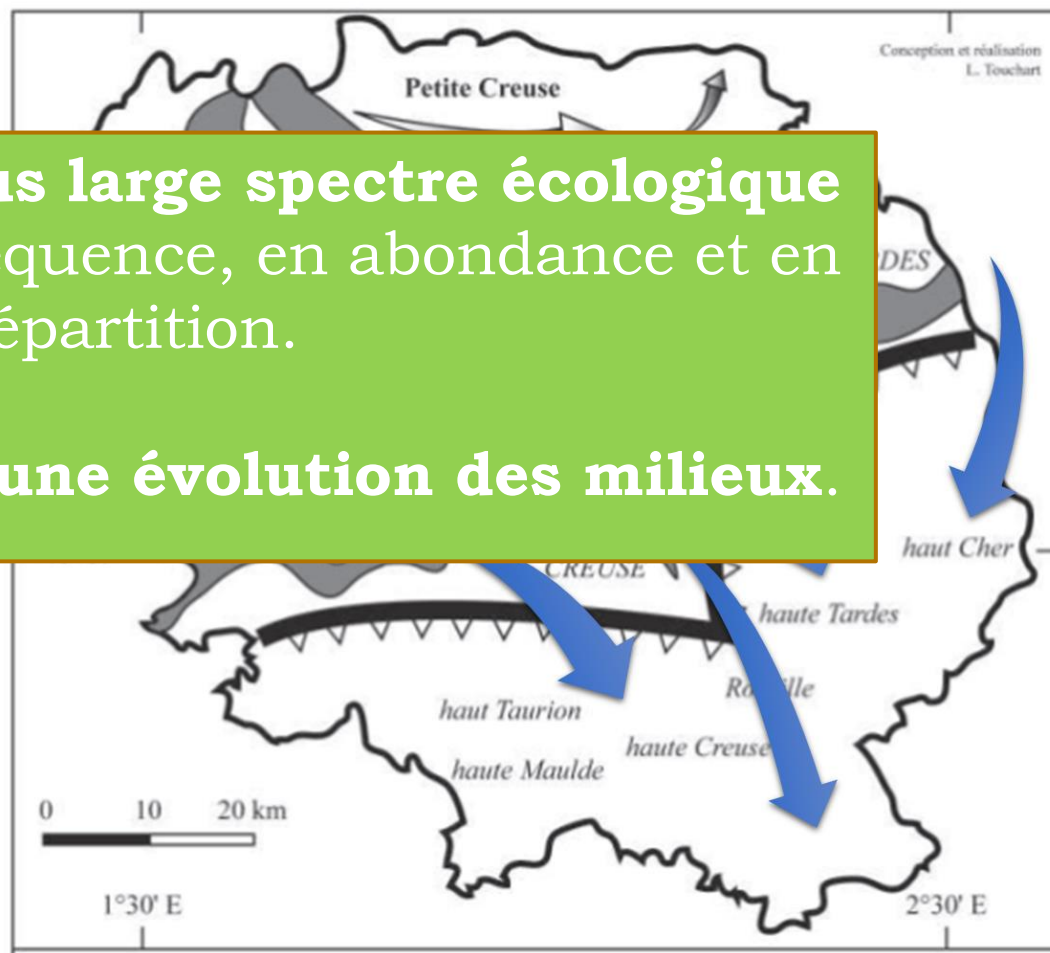 Conception et réalisation
L. Touchart
Petite Creuse
us large spectre écologique
équence, en abondance et en
épartition.
DES
une évolution des milieux.
haut Cher
CREUSE
haute Tardes
haut Taurion
haute Creuse
haute Maulde
0 10 20 km
1°30' E
2°30' E